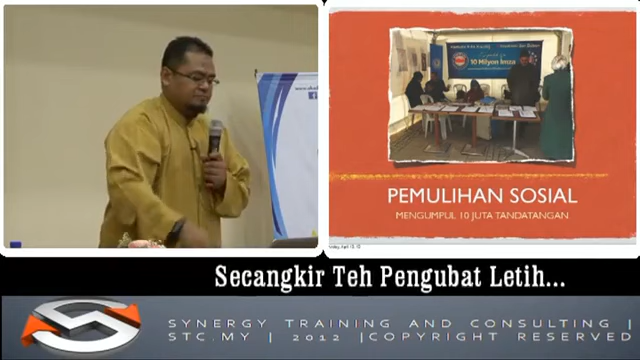 10 Milyon İmza
PEMULIHAN SOSIAL
MENGUMPUL 10 JUTA TANDATANGAN
Secangkir Teh Pengubat Letih...
SYNERGY TRAINING AND CONSULTING |
STC.MY | 2012 |COPYRIGHT RESERVED